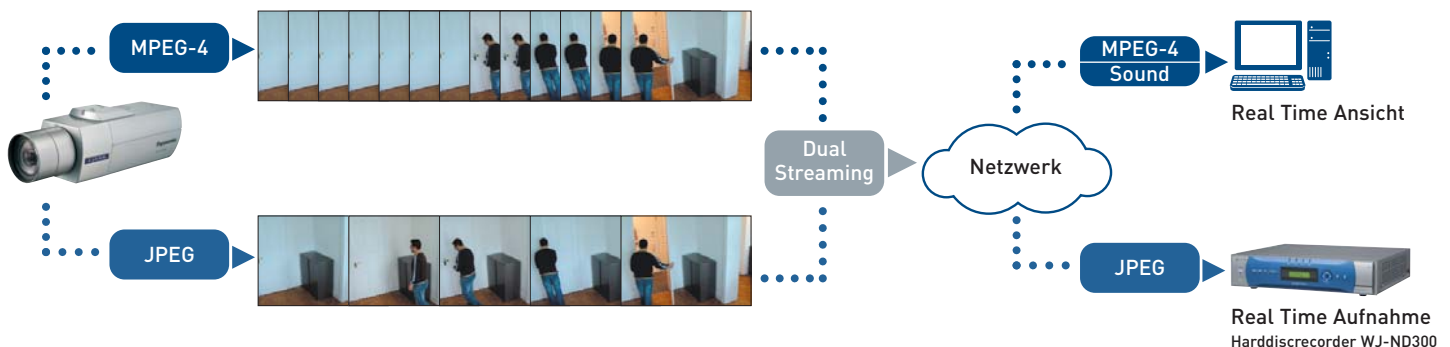 MPEG-4
JPEG
Panasonic
Dual
Streaming
Netzwerk
MPEG-4
Sound
Real Time Ansicht
JPEG
Real Time Aufnahme
Harddiscrecorder WJ-ND300